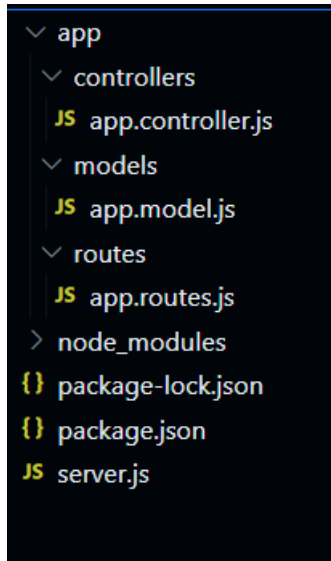 app
controllers
JS app.controller.js
models
JS app.model.js
routes
JS app.routes.js
node_modules
{} package-lock.json
{} package.json
JS server.js